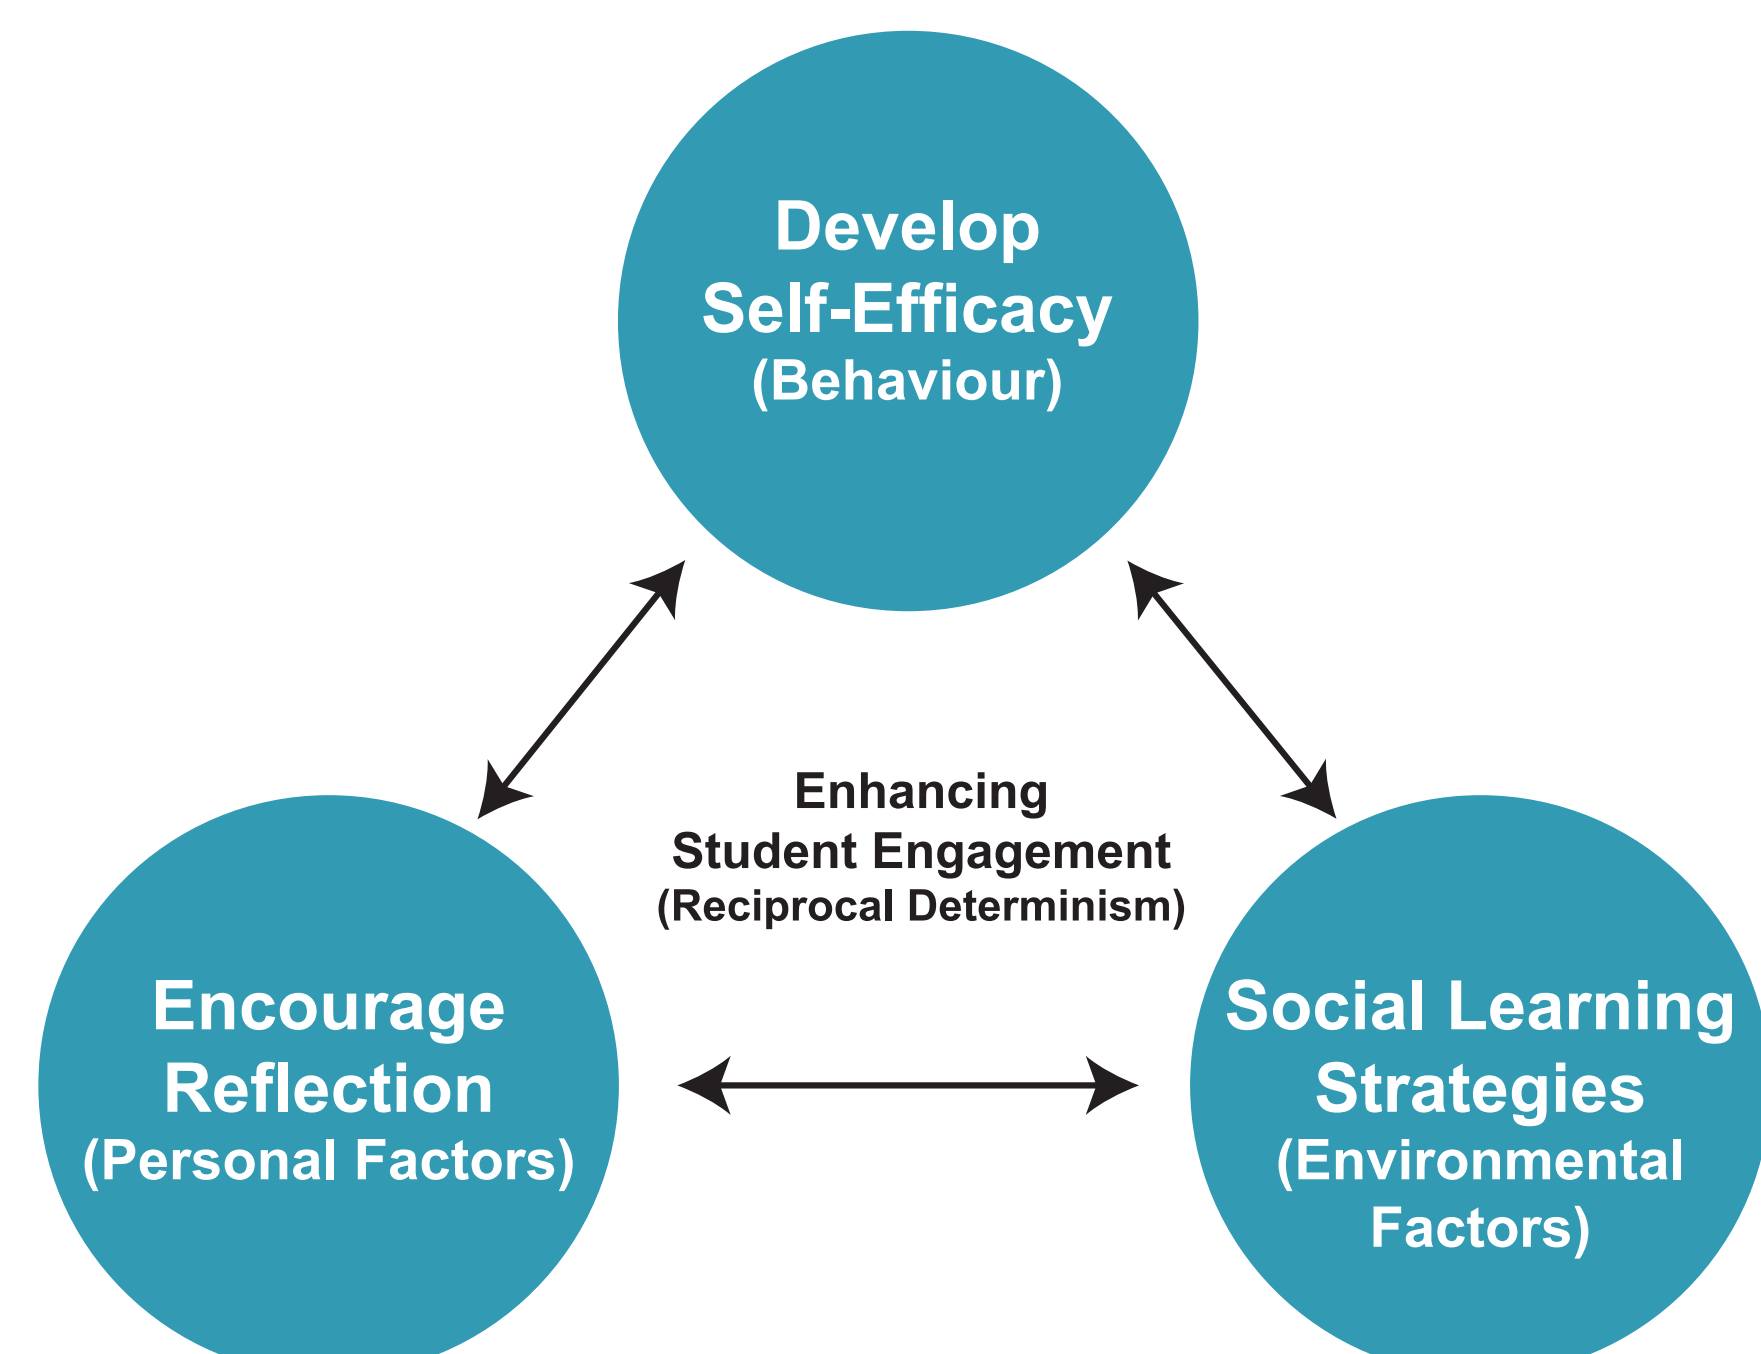 Develop
Self-Efficacy
(Behaviour)
Enhancing
Student Engagement
(Reciprocal Determinism)
Encourage
Reflection
(Personal Factors)
Social Learning
Strategies
(Environmental
Factors)